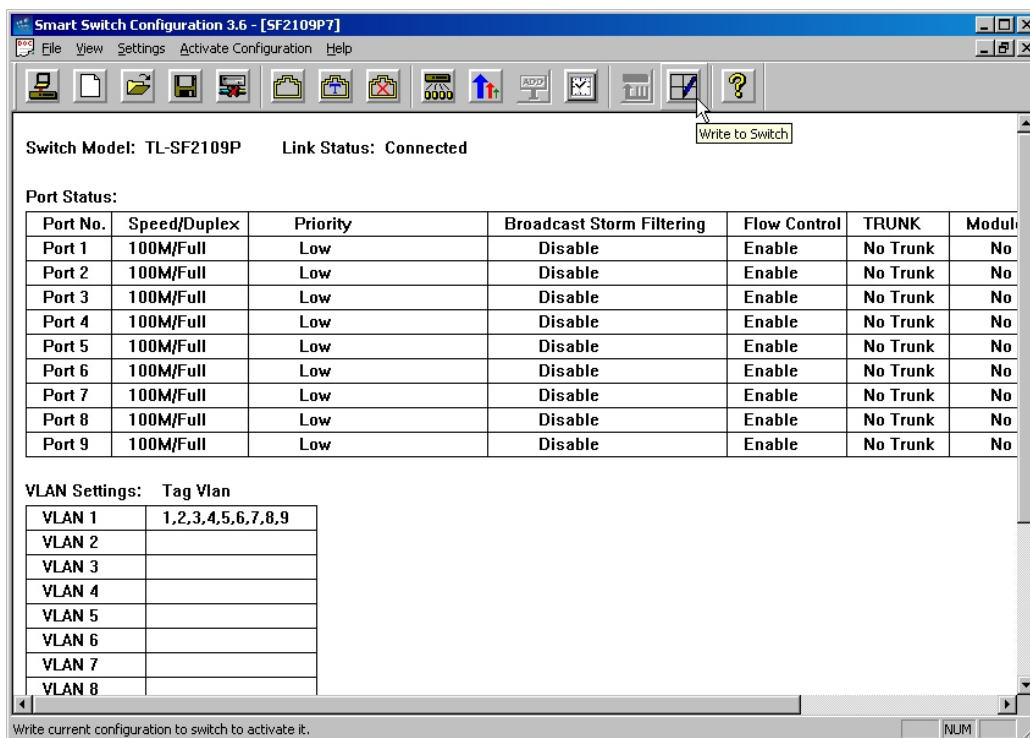 Smart Switch Configuration 3.6 - [SF2109P7]
File View Settings Activate Configuration Help
ADD
Write to Switch
Switch Model: TL-SF2109P Link Status: Connected
Port Status:
Port No. Speed/Duplex Priority Broadcast Storm Filtering Flow Control TRUNK Modul
Port 1 100M/Full Low Disable Enable No Trunk No
Port 2 100M/Full Low Disable Enable No Trunk No
Port 3 100M/Full Low Disable Enable No Trunk No
Port 4 100M/Full Low Disable Enable No Trunk No
Port 5 100M/Full Low Disable Enable No Trunk No
Port 6 100M/Full Low Disable Enable No Trunk No
Port 7 100M/Full Low Disable Enable No Trunk No
Port 8 100M/Full Low Disable Enable No Trunk No
Port 9 100M/Full Low Disable Enable No Trunk No
VLAN Settings: Tag Vlan
VLAN 1 1,2,3,4,5,6,7,8,9
VLAN 2
VLAN 3
VLAN 4
VLAN 5
VLAN 6
VLAN 7
VLAN 8
Write current configuration to switch to activate it. NUM